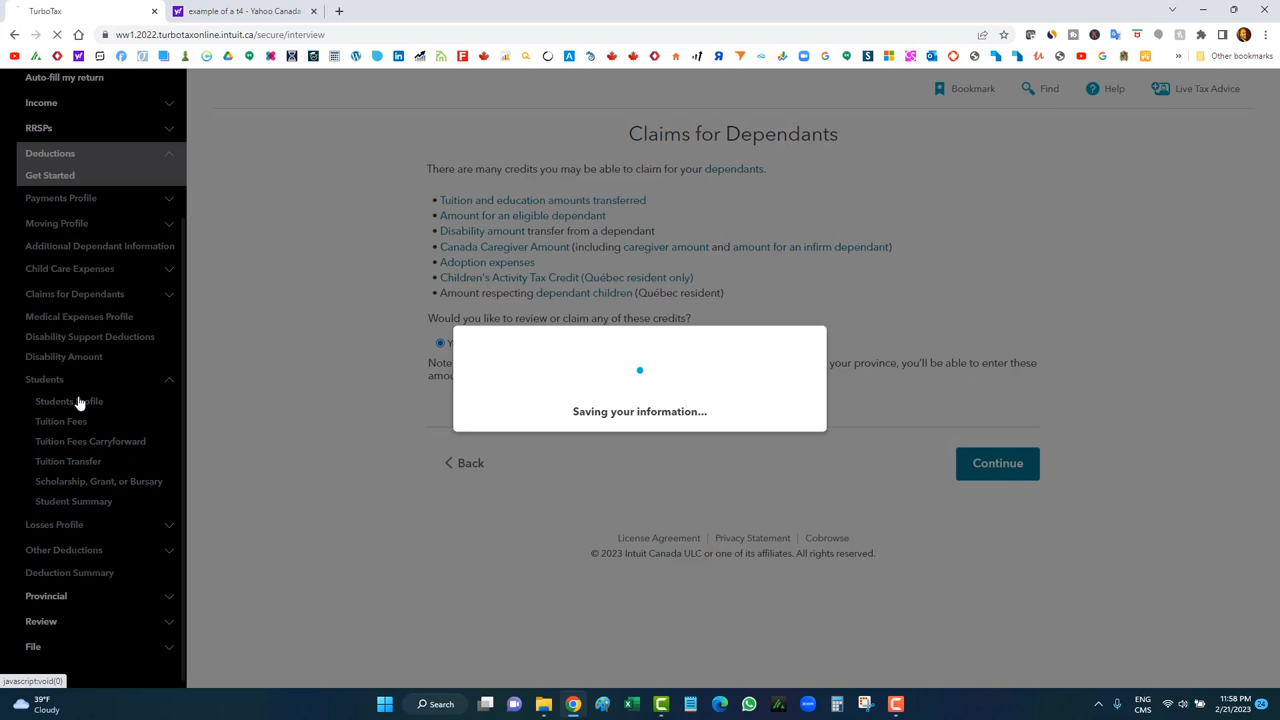 TurboTax
example of a t4 - Yahoo Canada
ww1.2022.turbotaxonline.intuit.ca/secure/interview
Other bookmarks
Auto-fill my return
Income
RRSPs
Deductions
Get Started
Payments Profile
Moving Profile
Additional Dependant Information
Child Care Expenses
Claims for Dependants
Medical Expenses Profile
Disability Support Deductions
Disability Amount
Students
Students Profile
Tuition Fees
Tuition Fees Carryforward
Tuition Transfer
Scholarship, Grant, or Bursary
Student Summary
Losses Profile
Other Deductions
Deduction Summary
Provincial
Review
File
javascript:void(0)
Bookmark
Find
Help
Live Tax Advice
Claims for Dependants
There are many credits you may be able to claim for your dependants.
• Tuition and education amounts transferred
• Amount for an eligible dependant
• Disability amount transfer from a dependant
• Canada Caregiver Amount (including caregiver amount and amount for an infirm dependant)
• Adoption expenses
• Children's Activity Tax Credit (Québec resident only)
• Amount respecting dependant children (Québec resident)
Would you like to review or claim any of these credits?
Y
Note your province, you'll be able to enter these
amou
Saving your information...
Back
Continue
License Agreement | Privacy Statement | Cobrowse
© 2023 Intuit Canada ULC or one of its affiliates. All rights reserved.
39°F
Cloudy
Search
ENG
CMS
11:58 PM
2/21/2023
24